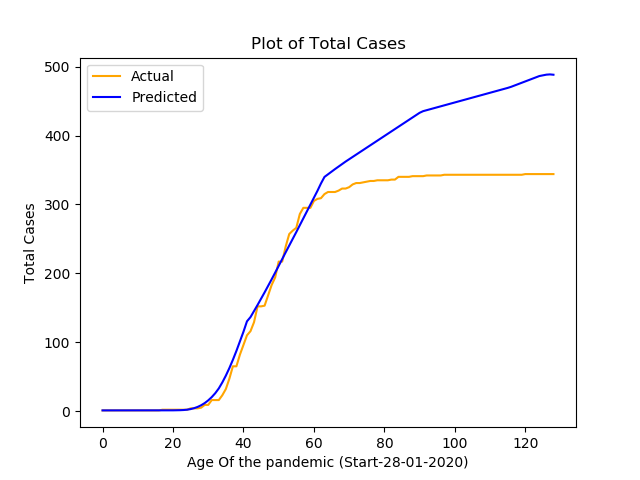 Plot of Total Cases
Actual
Predicted
500
400
300
200
100
0
Total Cases
0 20 40 60 80 100 120
Age Of the pandemic (Start-28-01-2020)